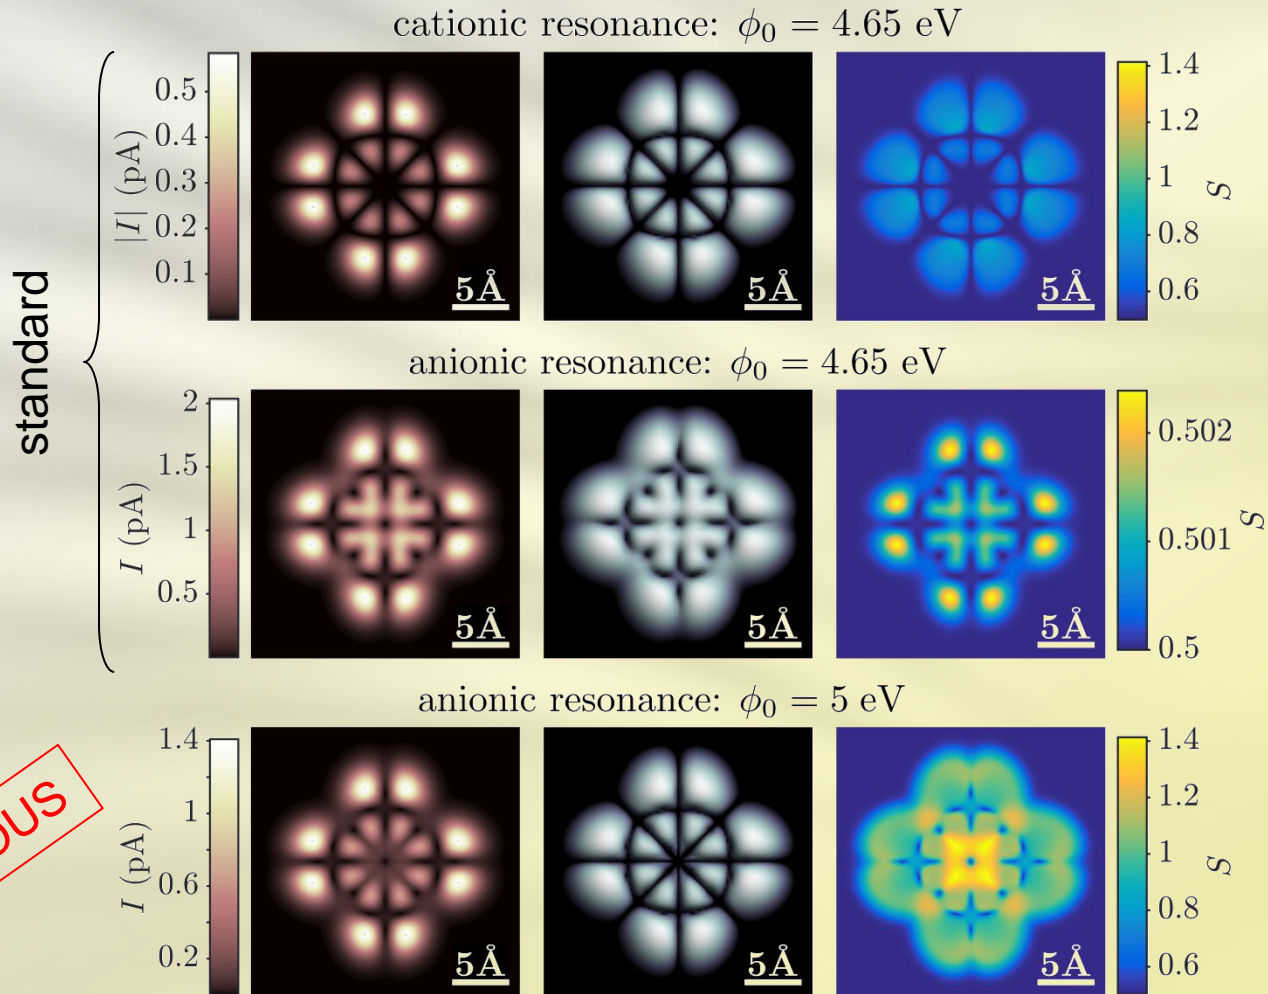 cationic resonance: ϕ₀ = 4.65 eV
standard
|I| (pA)
0.5
0.4
0.3
0.2
0.1
5Å
5Å
5Å
1.4
1.2
1
0.8
0.6
S
anionic resonance: ϕ₀ = 4.65 eV
I (pA)
2
1.5
1
0.5
5Å
5Å
5Å
0.502
0.501
0.5
S
anionic resonance: ϕ₀ = 5 eV
I (pA)
1.4
1
0.6
0.2
5Å
5Å
5Å
1.4
1.2
1
0.8
0.6
S